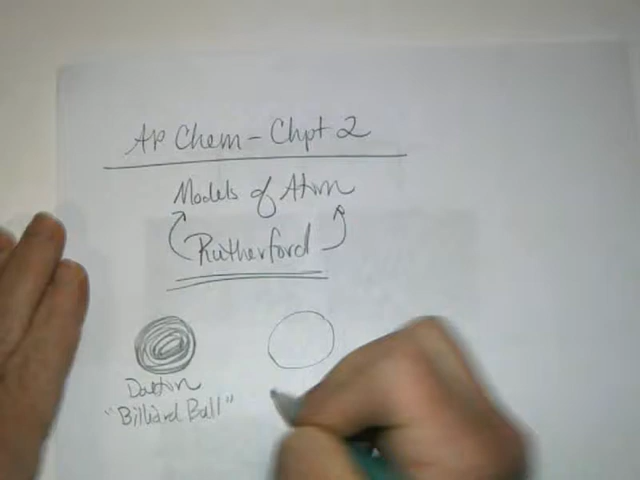 AP Chem - Chpt 2
Models of Atom
Rutherford
Dalton
"Billiard Ball"